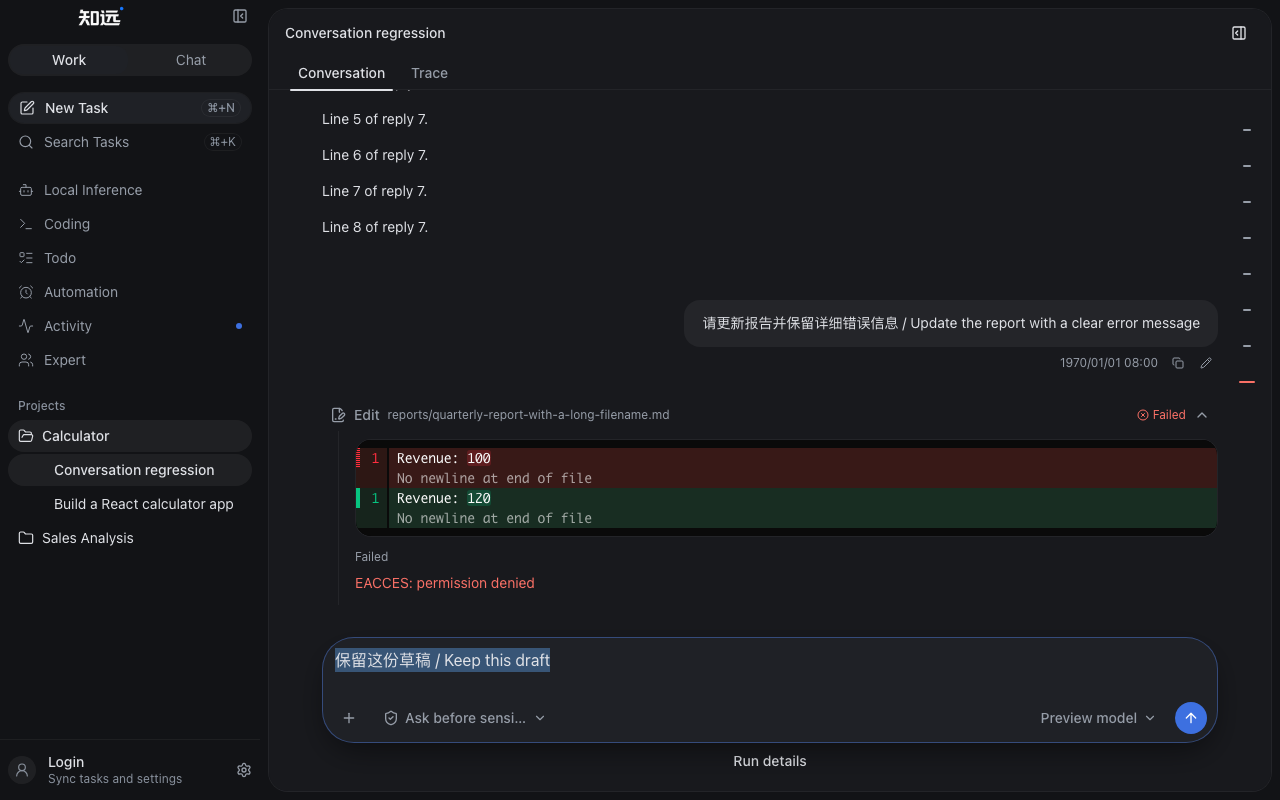 知远
Work
Chat
New Task
⌘+N
Search Tasks
⌘+K
Local Inference
Coding
Todo
Automation
Activity
Expert
Projects
Calculator
Conversation regression
Build a React calculator app
Sales Analysis
Login
Sync tasks and settings
Conversation regression
Conversation
Trace
Line 5 of reply 7.
Line 6 of reply 7.
Line 7 of reply 7.
Line 8 of reply 7.
请更新报告并保留详细错误信息 / Update the report with a clear error message
1970/01/01 08:00
Edit reports/quarterly-report-with-a-long-filename.md
Failed
1 Revenue: 100
No newline at end of file
1 Revenue: 120
No newline at end of file
Failed
EACCES: permission denied
保留这份草稿 / Keep this draft
Ask before sensi...
Preview model
Run details